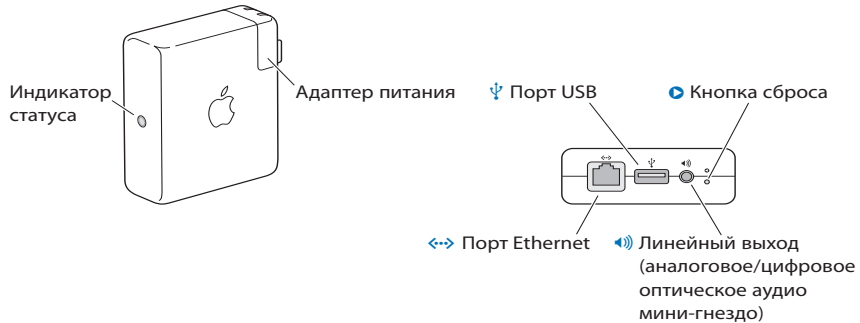 Индикатор
статуса
Адаптер питания
Порт USB
Кнопка сброса
Порт Ethernet
Линейный выход
(аналоговое/цифровое
оптическое аудио
мини-гнездо)